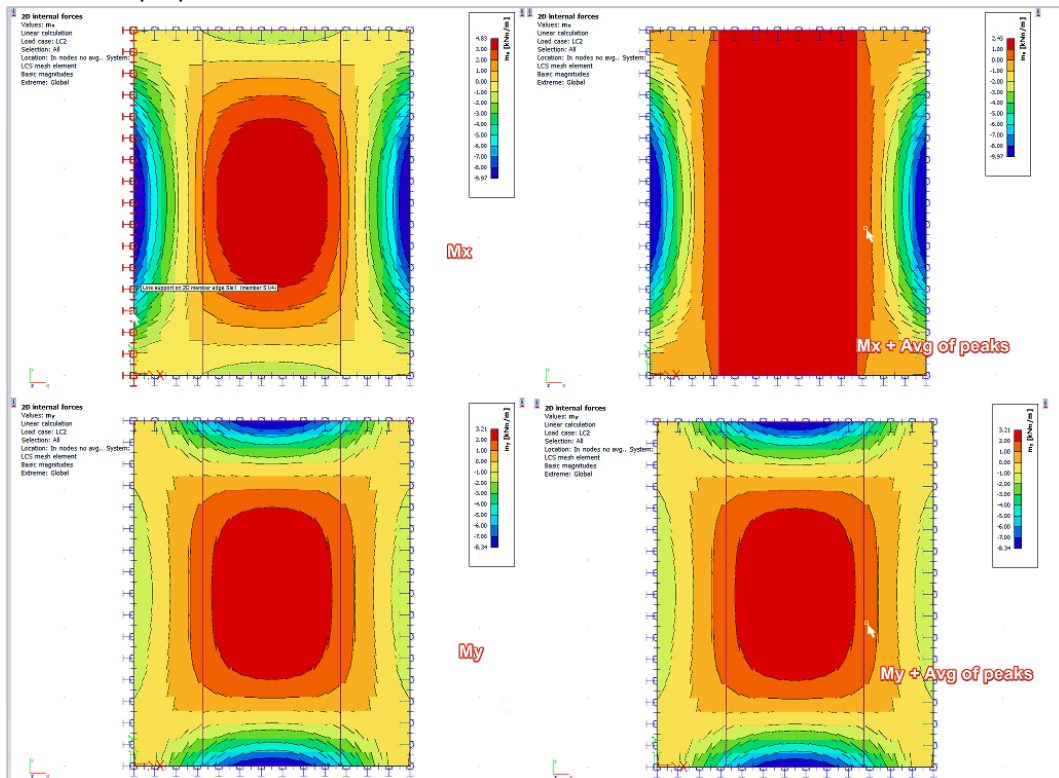 2D internal forces
Values: mx
Linear calculation
Load case: LC2
Selection: All
Location: In nodes no avg.. System:
LCS mesh element
Basic magnitudes
Extreme: Global
4.83
3.00
2.00
1.00
0.00
-1.00
-2.00
-3.00
-4.00
-5.00
-6.00
-7.00
-8.00
-9.97
mx [kNm/m]
Line support on 2D member edge Sle1 (member S1/4)
Mx
2D internal forces
Values: mx
Linear calculation
Load case: LC2
Selection: All
Location: In nodes no avg.. System:
LCS mesh element
Basic magnitudes
Extreme: Global
2.45
1.00
0.00
-1.00
-2.00
-3.00
-4.00
-5.00
-6.00
-7.00
-8.00
-9.97
mx [kNm/m]
Mx + Avg of peaks
2D internal forces
Values: my
Linear calculation
Load case: LC2
Selection: All
Location: In nodes no avg.. System:
LCS mesh element
Basic magnitudes
Extreme: Global
3.21
2.00
1.00
0.00
-1.00
-2.00
-3.00
-4.00
-5.00
-6.00
-7.00
-8.34
my [kNm/m]
My
2D internal forces
Values: my
Linear calculation
Load case: LC2
Selection: All
Location: In nodes no avg.. System:
LCS mesh element
Basic magnitudes
Extreme: Global
3.21
2.00
1.00
0.00
-1.00
-2.00
-3.00
-4.00
-5.00
-6.00
-7.00
-8.34
my [kNm/m]
My + Avg of peaks